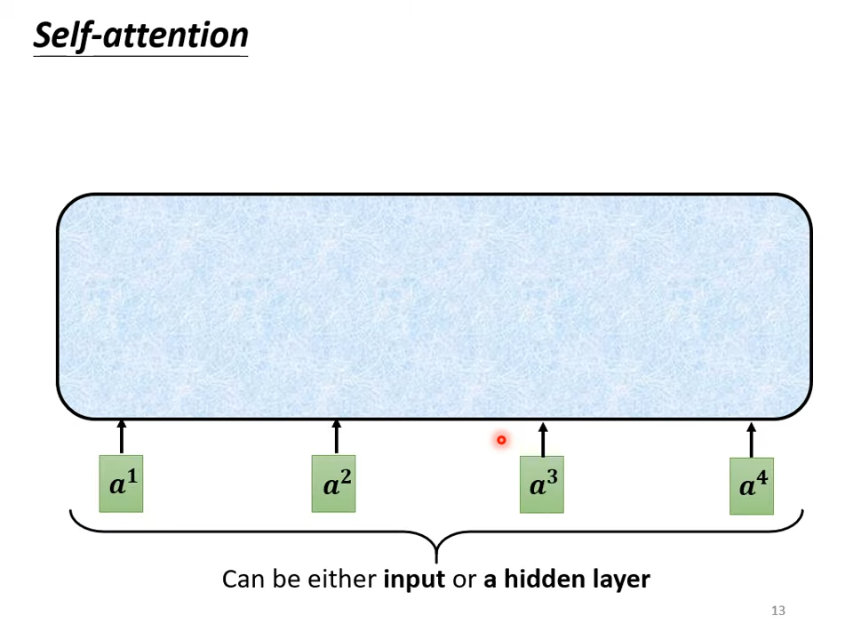 Self-attention
a¹ a² a³ a⁴
Can be either input or a hidden layer
13